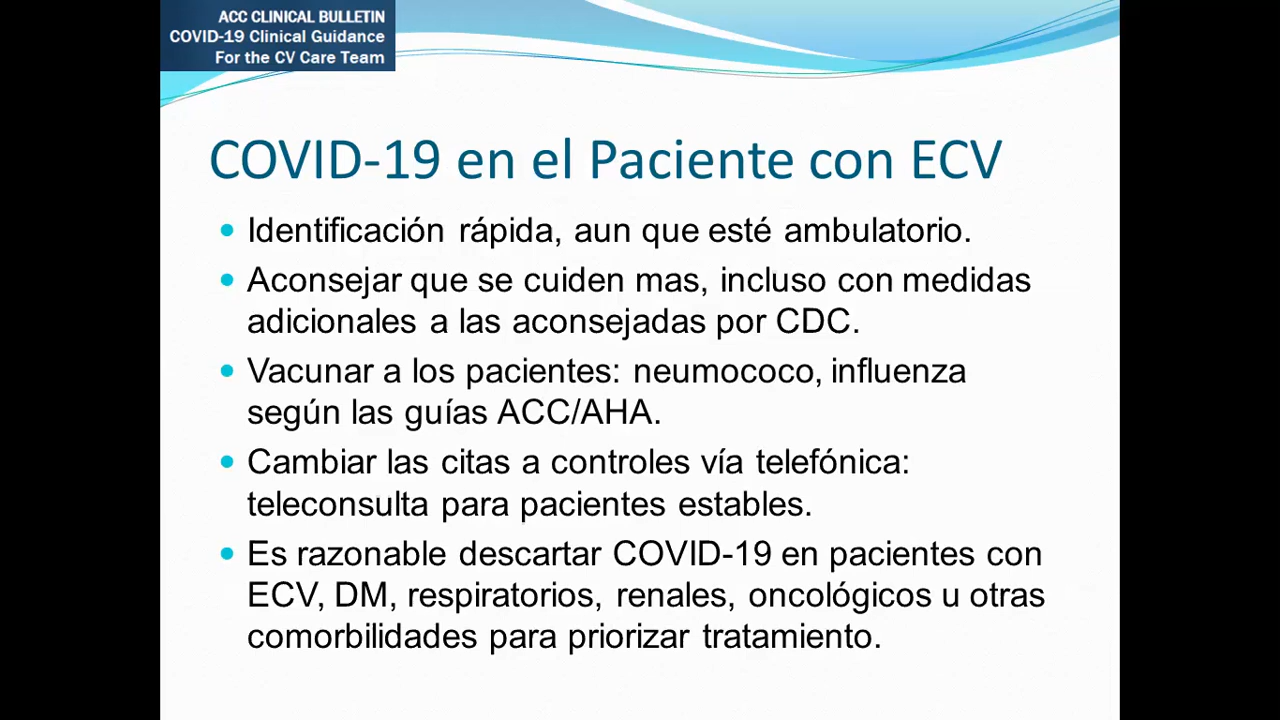 ACC CLINICAL BULLETIN
COVID-19 Clinical Guidance
For the CV Care Team
COVID-19 en el Paciente con ECV
Identificación rápida, aun que esté ambulatorio.
Aconsejar que se cuiden mas, incluso con medidas
adicionales a las aconsejadas por CDC.
Vacunar a los pacientes: neumococo, influenza
según las guías ACC/AHA.
Cambiar las citas a controles vía telefónica:
teleconsulta para pacientes estables.
Es razonable descartar COVID-19 en pacientes con
ECV, DM, respiratorios, renales, oncológicos u otras
comorbilidades para priorizar tratamiento.